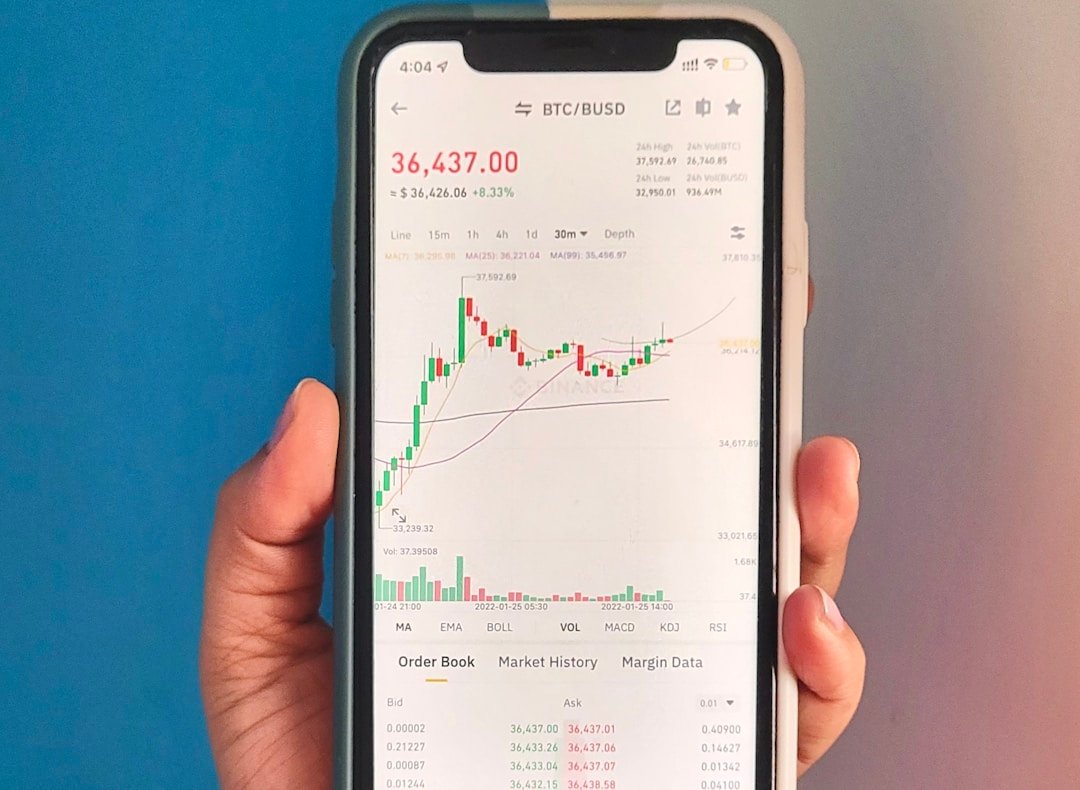 4:04
BTC/BUSD
36,437.00
≈ $ 36,426.06 +8.33%
24h High 24h Vol(BTC)
37,592.69 26,740.85
24h Low 24h Vol(BUSD)
32,950.01 936.49M
Line 15m 1h 4h 1d 30m Depth
MA(7): 36,295.98 MA(25): 36,221.04 MA(99): 35,456.97
37,810.35
37,592.69
36,437.00
36,214.12
BINANCE
34,617.89
33,239.32
33,021.65
Vol: 37.39508
1.68K
37.4
01-24 21:00 2022-01-25 05:30 2022-01-25 14:00
MA EMA BOLL VOL MACD KDJ RSI
Order Book Market History Margin Data
Bid Ask 0.01
0.00002 36,437.00 36,437.01 0.40900
0.21227 36,433.26 36,437.06 0.14627
0.00087 36,433.04 36,437.07 0.01342
0.01244 36,432.15 36,438.58 0.04100